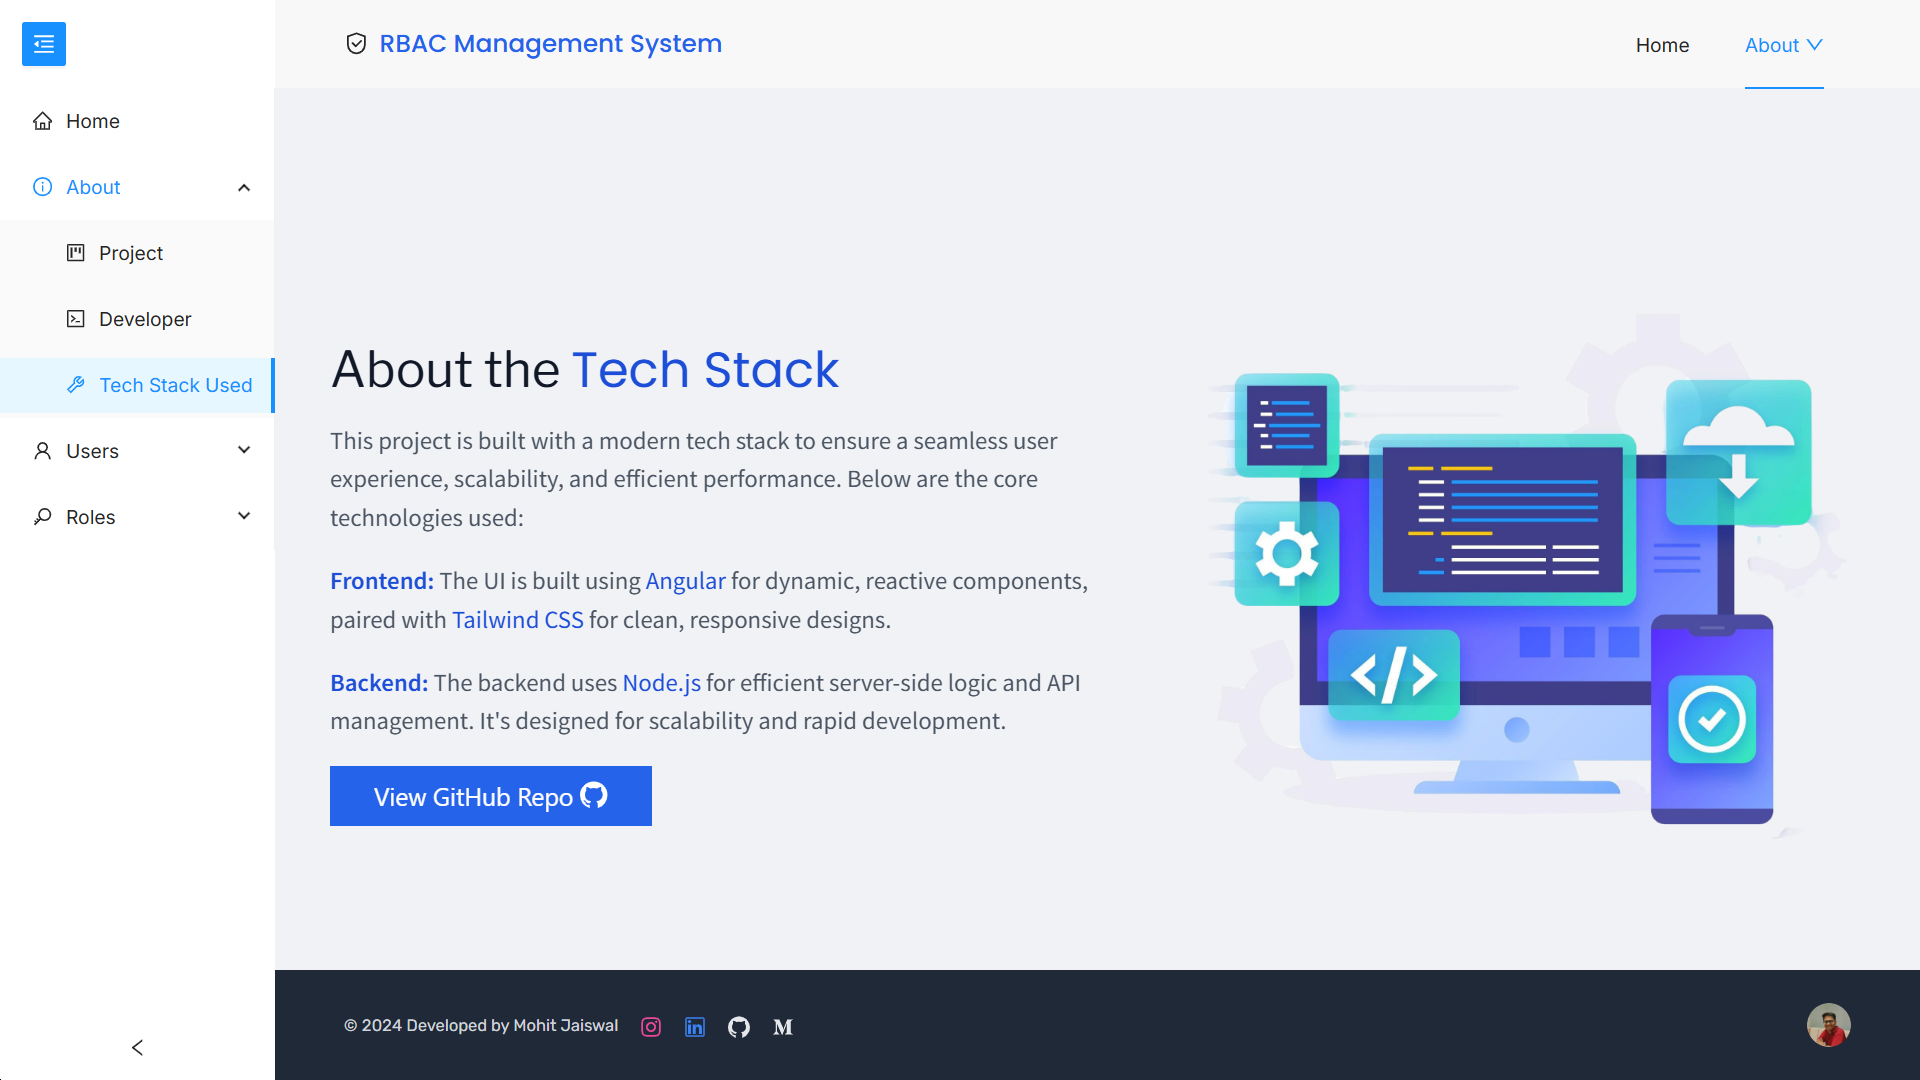 RBAC Management System
Home
About
Home
About
Project
Developer
Tech Stack Used
Users
Roles
About the Tech Stack
This project is built with a modern tech stack to ensure a seamless user
experience, scalability, and efficient performance. Below are the core
technologies used:
Frontend: The UI is built using Angular for dynamic, reactive components,
paired with Tailwind CSS for clean, responsive designs.
Backend: The backend uses Node.js for efficient server-side logic and API
management. It's designed for scalability and rapid development.
</>
View GitHub Repo
© 2024 Developed by Mohit Jaiswal